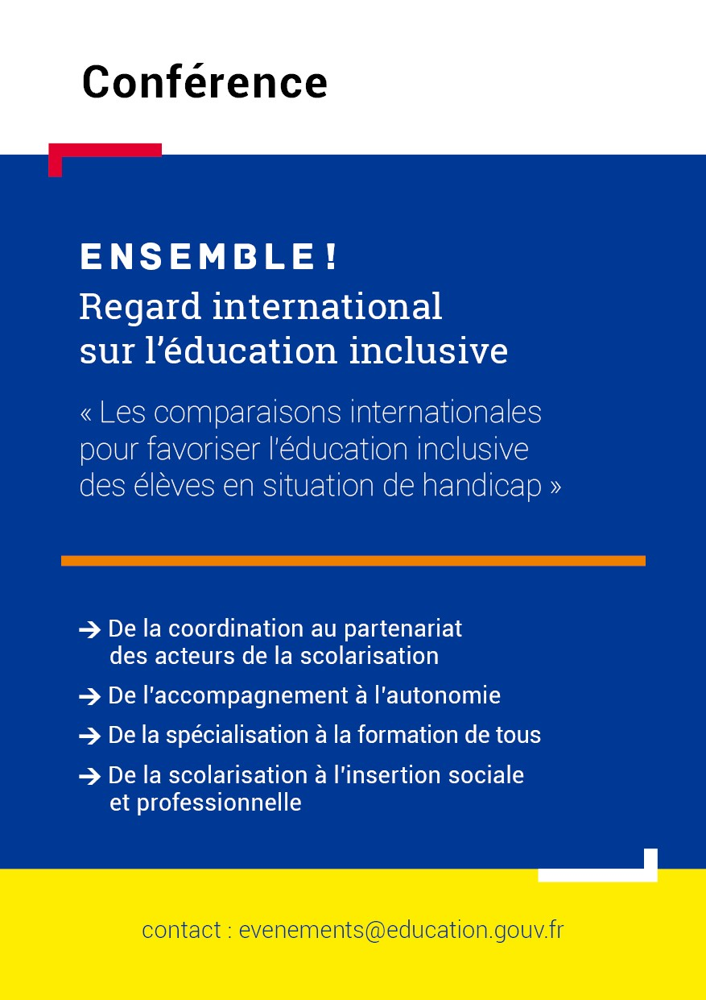 Conférence
ENSEMBLE !
Regard international
sur l’éducation inclusive
« Les comparaisons internationales
pour favoriser l'éducation inclusive
des élèves en situation de handicap »
→ De la coordination au partenariat
des acteurs de la scolarisation
→ De l'accompagnement à l'autonomie
→ De la spécialisation à la formation de tous
→ De la scolarisation à l'insertion sociale
et professionnelle
contact : evenements@education.gouv.fr